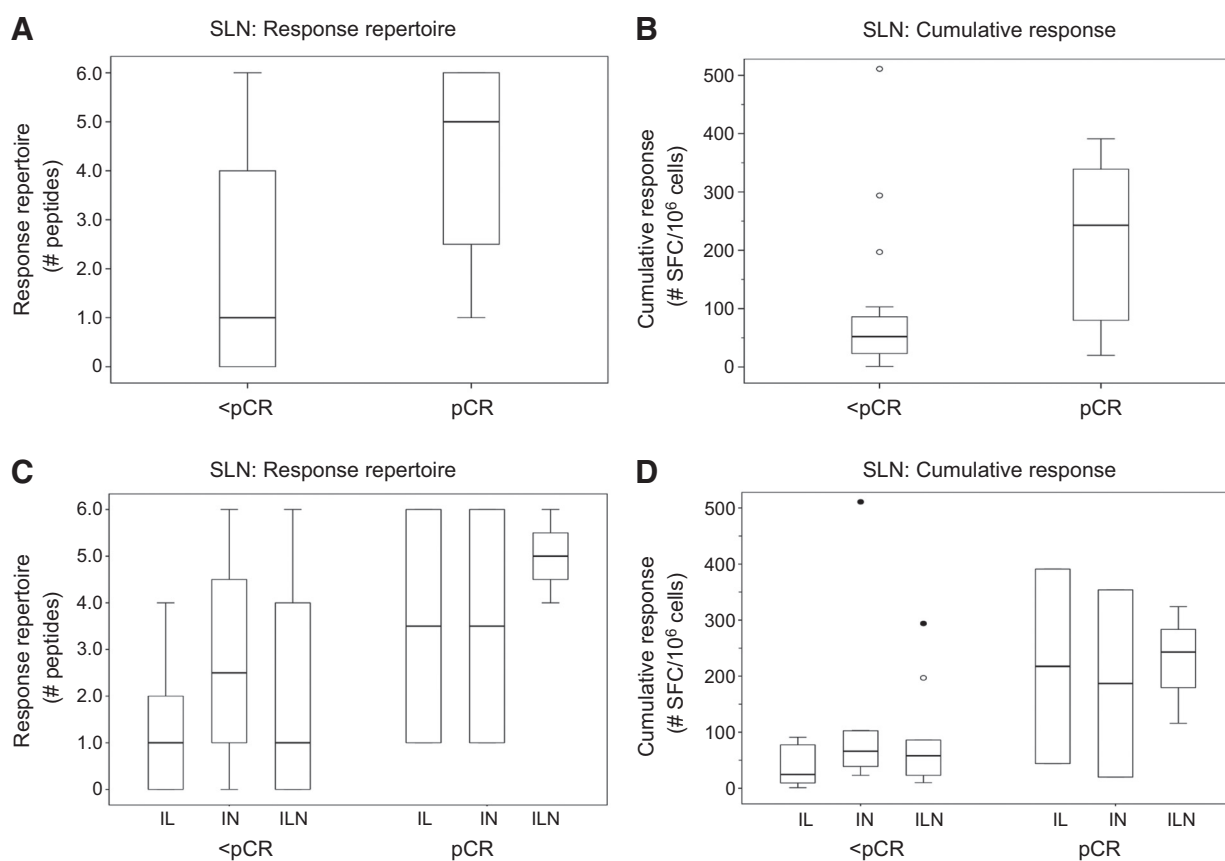 A
SLN: Response repertoire
Response repertoire
(# peptides)
6.0
5.0
4.0
3.0
2.0
1.0
0
<pCR
pCR
B
SLN: Cumulative response
Cumulative response
(# SFC/10⁶ cells)
500
400
300
200
100
0
<pCR
pCR
C
SLN: Response repertoire
Response repertoire
(# peptides)
6.0
5.0
4.0
3.0
2.0
1.0
0
IL IN ILN IL IN ILN
<pCR pCR
D
SLN: Cumulative response
Cumulative response
(# SFC/10⁶ cells)
500
400
300
200
100
0
IL IN ILN IL IN ILN
<pCR pCR